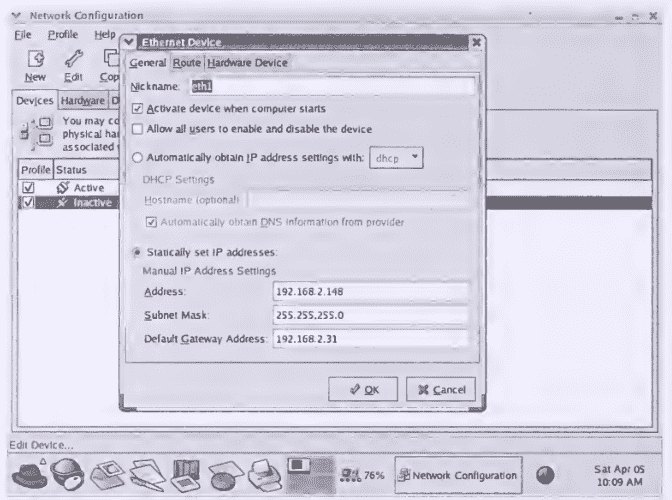 Network Configuration
File Profile Help
Ethernet Device
General Route Hardware Device
New Edit Cop
Nickname: eth1
Devices Hardware D
Activate device when computer starts
You may co
Allow all users to enable and disable the device
physical har
associated
Automatically obtain IP address settings with: dhcp
Profile Status
DHCP Settings
Active
Hostname (optional)
Inactive
Automatically obtain DNS information from provider
Statically set IP addresses:
Manual IP Address Settings
Address: 192.168.2.148
Subnet Mask: 255.255.255.0
Default Gateway Address: 192.168.2.31
OK Cancel
Edit Device...
76% Network Configuration
Sat Apr 05
10:09 AM